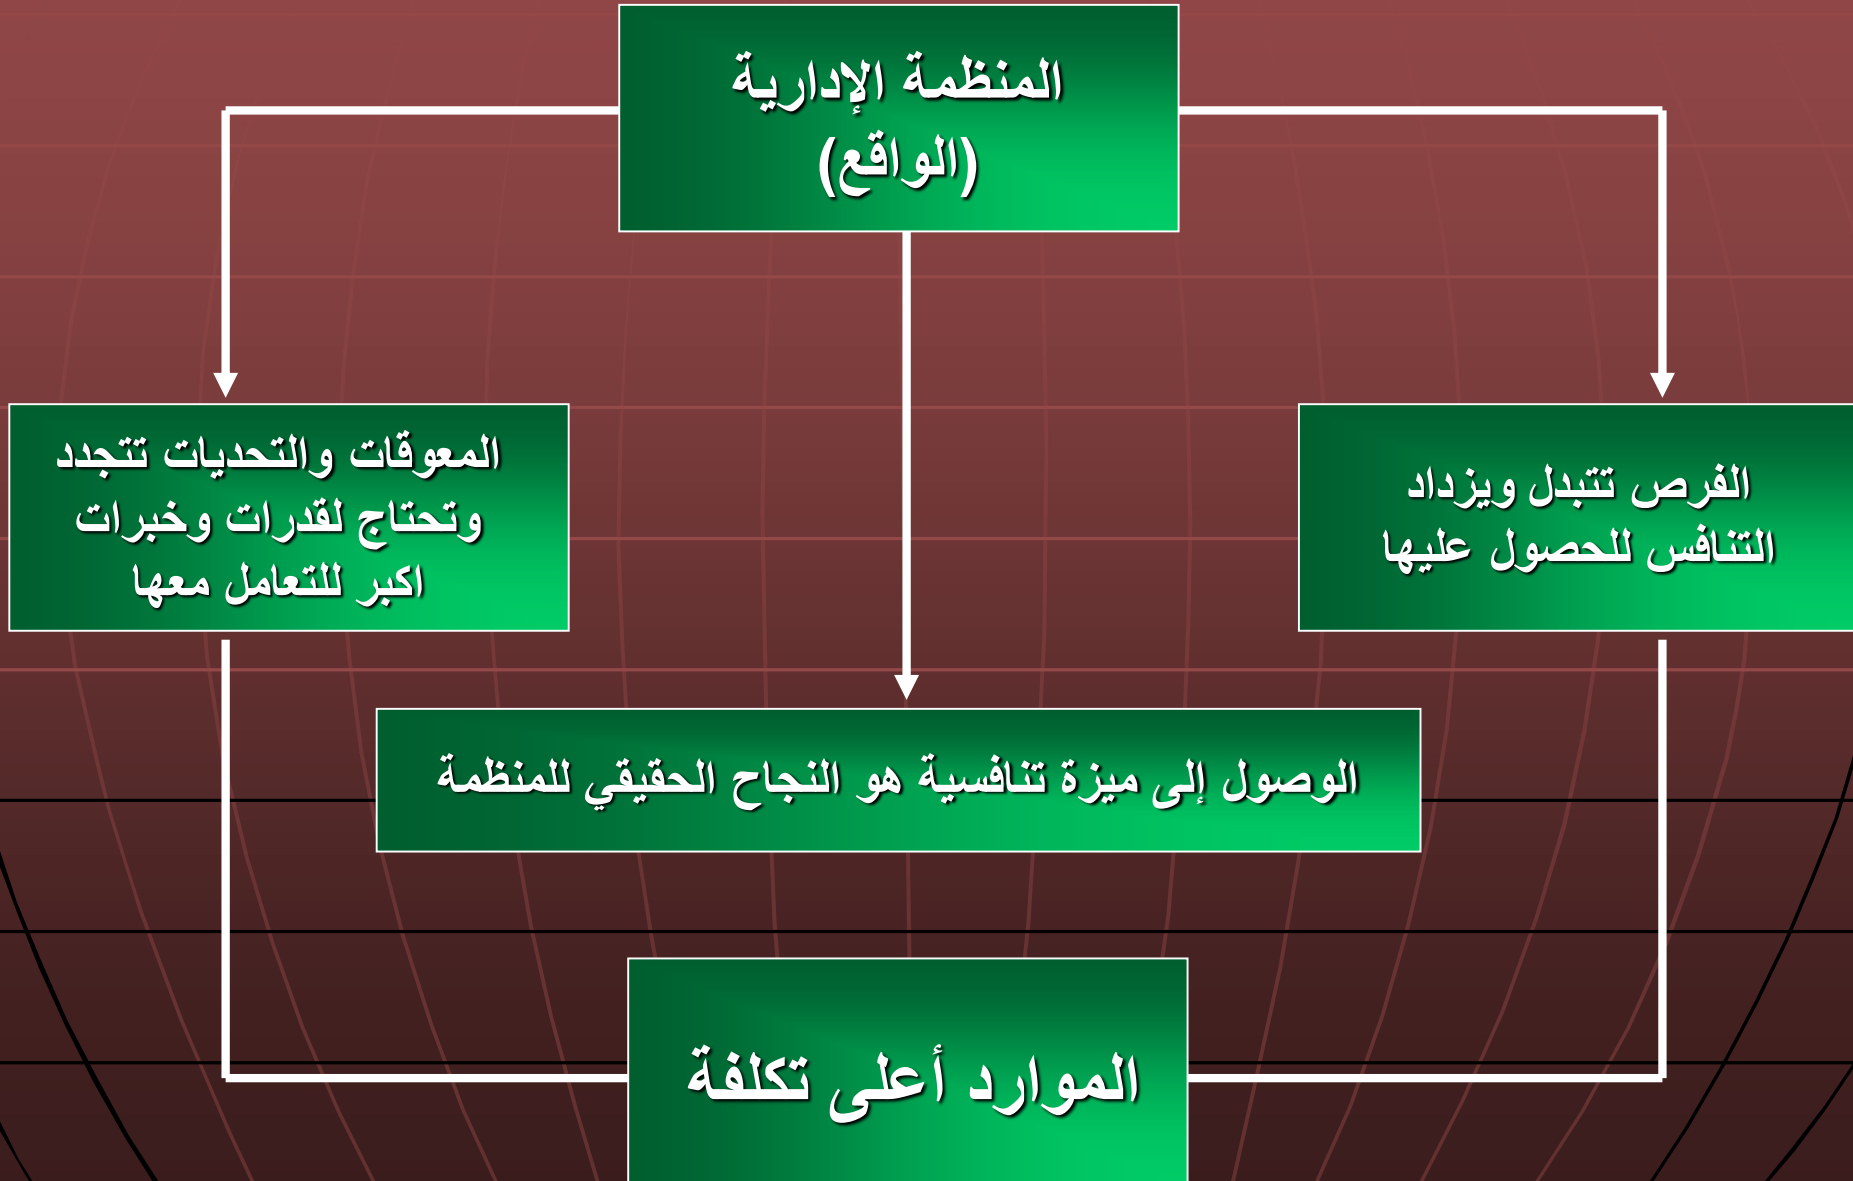 المنظمة الإدارية
(الواقع)
الفرص تتبدل ويزداد
التنافس للحصول عليها
المعوقات والتحديات تتجدد
وتحتاج لقدرات وخبرات
اكبر للتعامل معها
الوصول إلى ميزة تنافسية هو النجاح الحقيقي للمنظمة
الموارد أعلى تكلفة